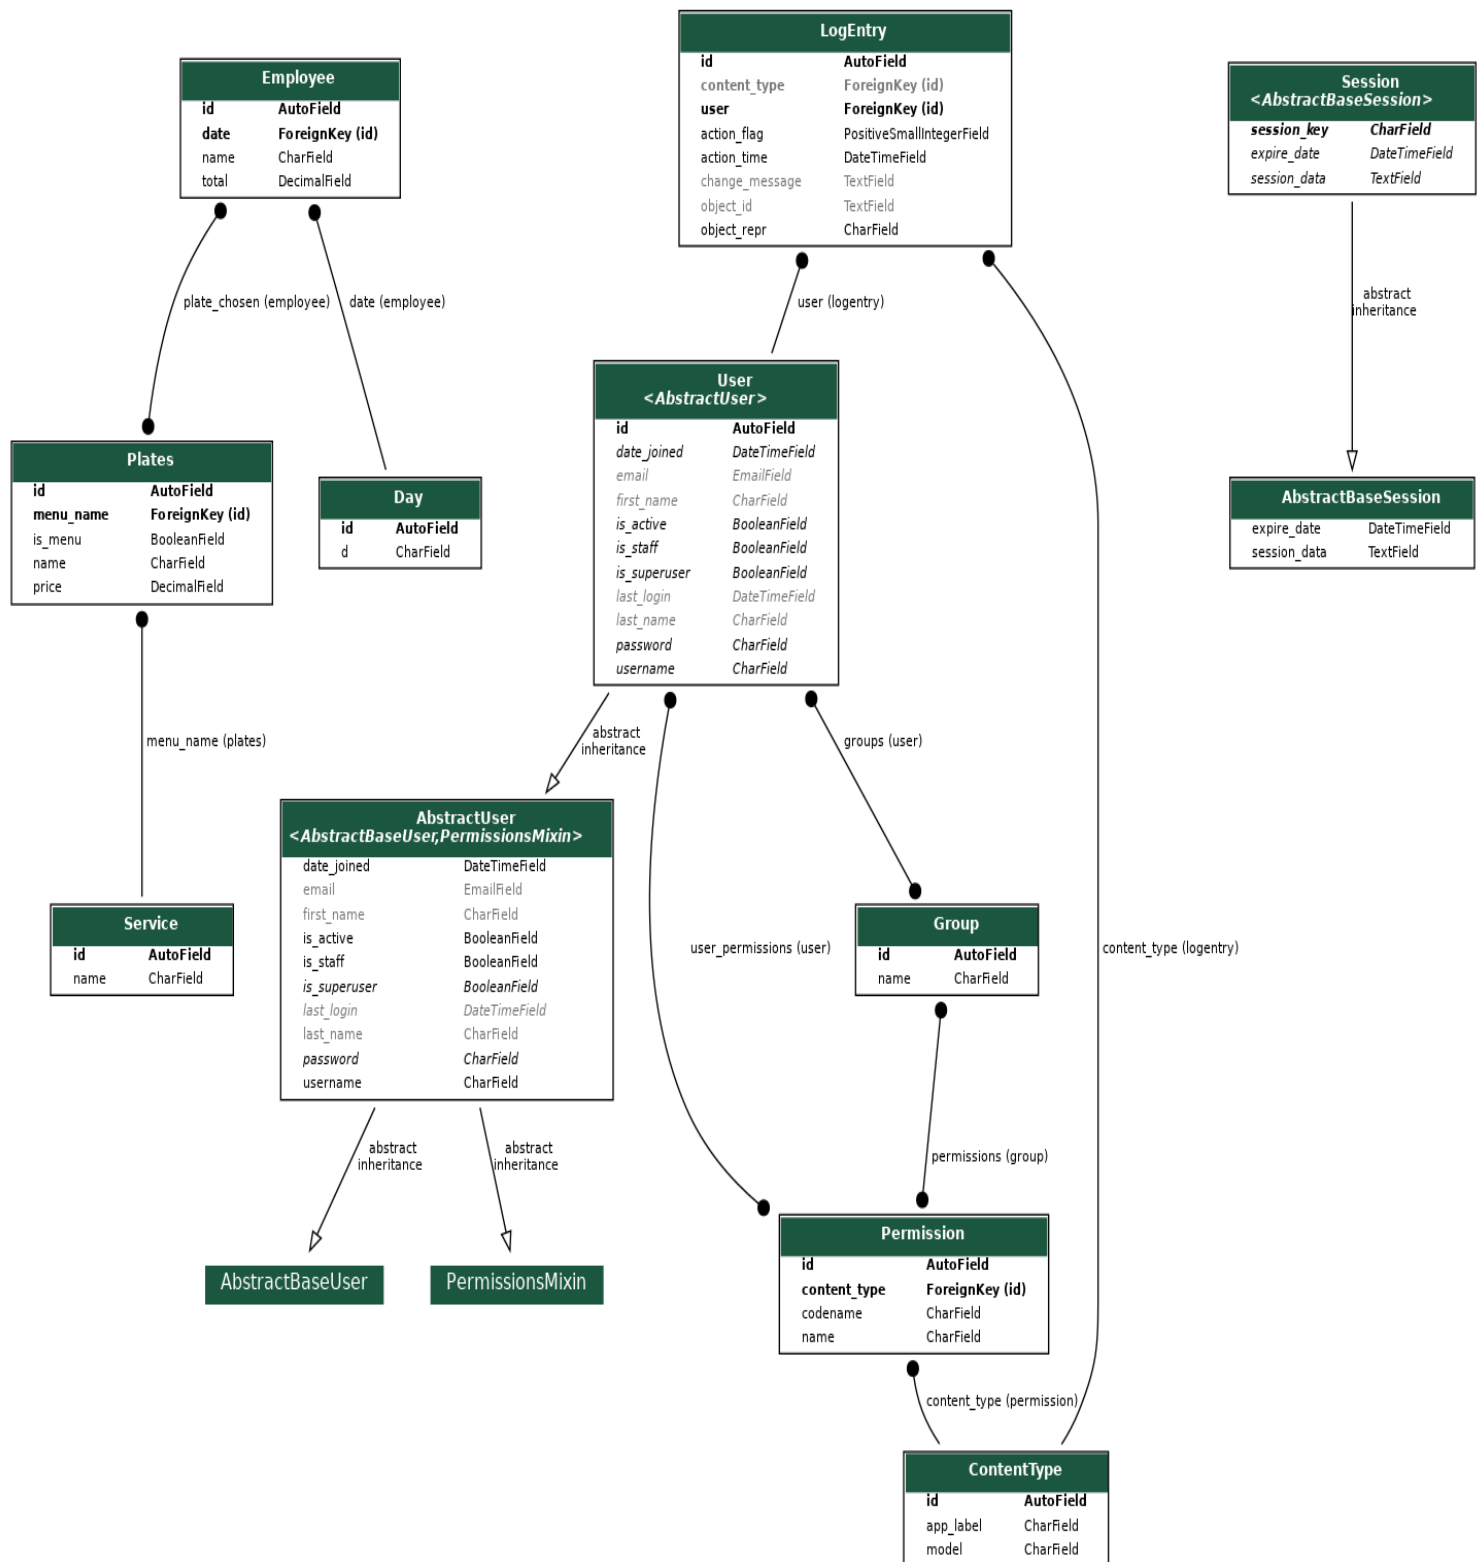 LogEntry
id AutoField
content_type ForeignKey (id)
user ForeignKey (id)
action_flag PositiveSmallIntegerField
action_time DateTimeField
change_message TextField
object_id TextField
object_repr CharField
Employee
id AutoField
date ForeignKey (id)
name CharField
total DecimalField
Session
<AbstractBaseSession>
session_key CharField
expire_date DateTimeField
session_data TextField
plate_chosen (employee)
date (employee)
user (logentry)
abstract
inheritance
User
<AbstractUser>
id AutoField
date_joined DateTimeField
email EmailField
first_name CharField
is_active BooleanField
is_staff BooleanField
is_superuser BooleanField
last_login DateTimeField
last_name CharField
password CharField
username CharField
Plates
id AutoField
menu_name ForeignKey (id)
is_menu BooleanField
name CharField
price DecimalField
Day
id AutoField
d CharField
AbstractBaseSession
expire_date DateTimeField
session_data TextField
menu_name (plates)
abstract
inheritance
groups (user)
AbstractUser
<AbstractBaseUser,PermissionsMixin>
date_joined DateTimeField
email EmailField
first_name CharField
is_active BooleanField
is_staff BooleanField
is_superuser BooleanField
last_login DateTimeField
last_name CharField
password CharField
username CharField
Service
id AutoField
name CharField
user_permissions (user)
Group
id AutoField
name CharField
content_type (logentry)
abstract
inheritance
abstract
inheritance
permissions (group)
AbstractBaseUser
PermissionsMixin
Permission
id AutoField
content_type ForeignKey (id)
codename CharField
name CharField
content_type (permission)
ContentType
id AutoField
app_label CharField
model CharField